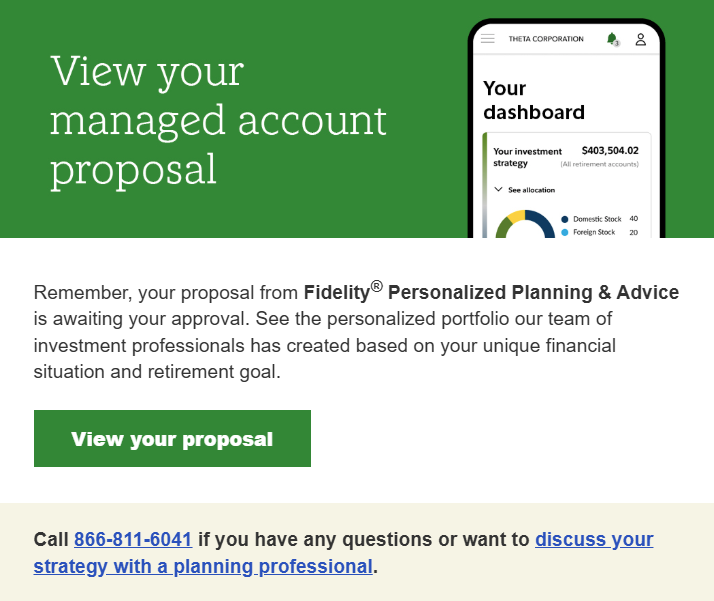 View your
managed account
proposal
THETA CORPORATION
3
Your
dashboard
Your investment
strategy
$403,504.02
(All retirement accounts)
See allocation
Domestic Stock 40
Foreign Stock 20
Remember, your proposal from Fidelity® Personalized Planning & Advice
is awaiting your approval. See the personalized portfolio our team of
investment professionals has created based on your unique financial
situation and retirement goal.
View your proposal
Call 866-811-6041 if you have any questions or want to discuss your
strategy with a planning professional.